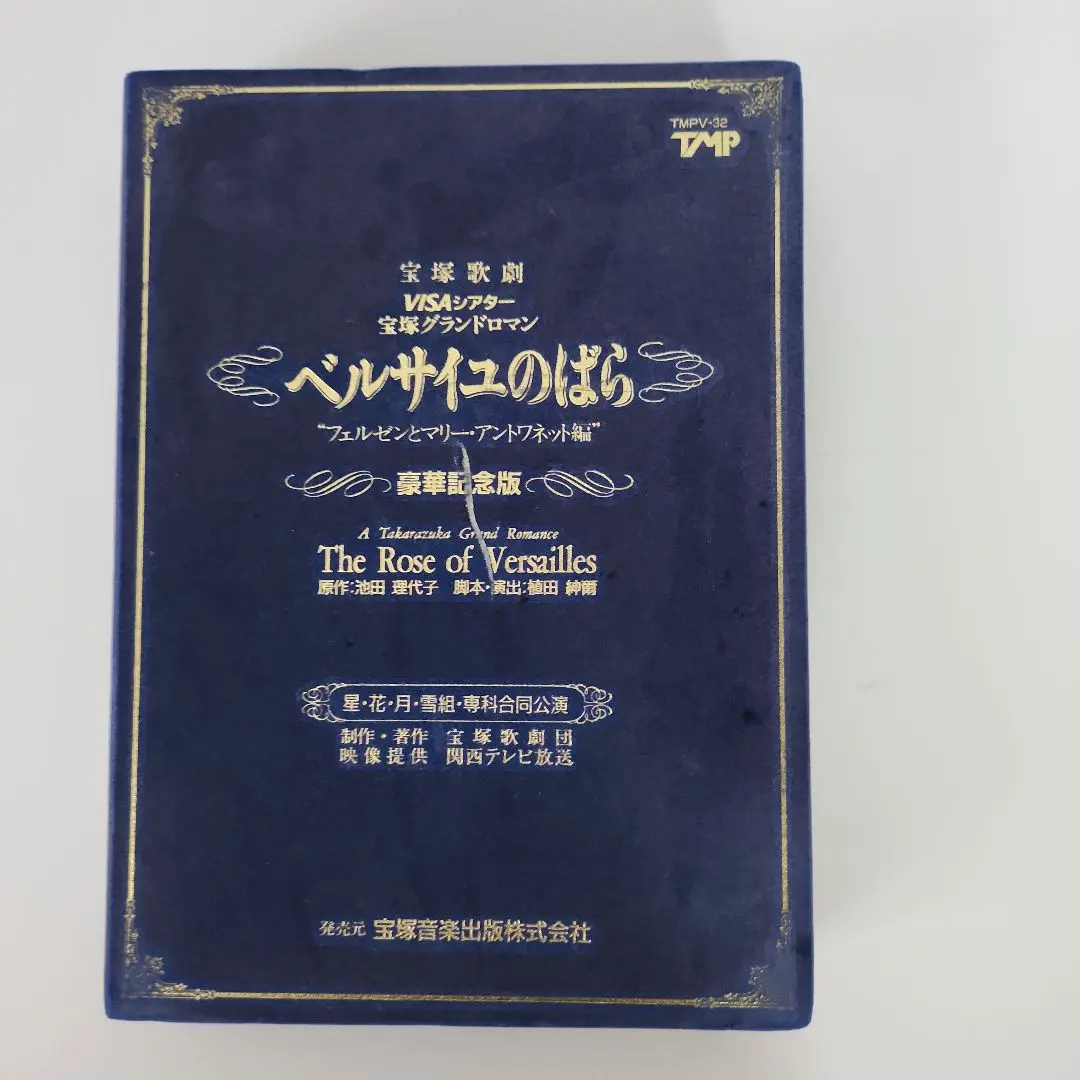 TMPV-32
TMP
宝塚歌劇
VISAシアター
宝塚グランドロマン
ベルサイユのばら
"フェルゼンとマリー・アントワネット編"
豪華記念版
A Takarazuka Grand Romance
The Rose of Versailles
原作:池田 理代子 脚本・演出:植田 紳爾
星・花・月・雪組・専科合同公演
制作・著作 宝塚歌劇団
映像提供 関西テレビ放送
発売元 宝塚音楽出版株式会社